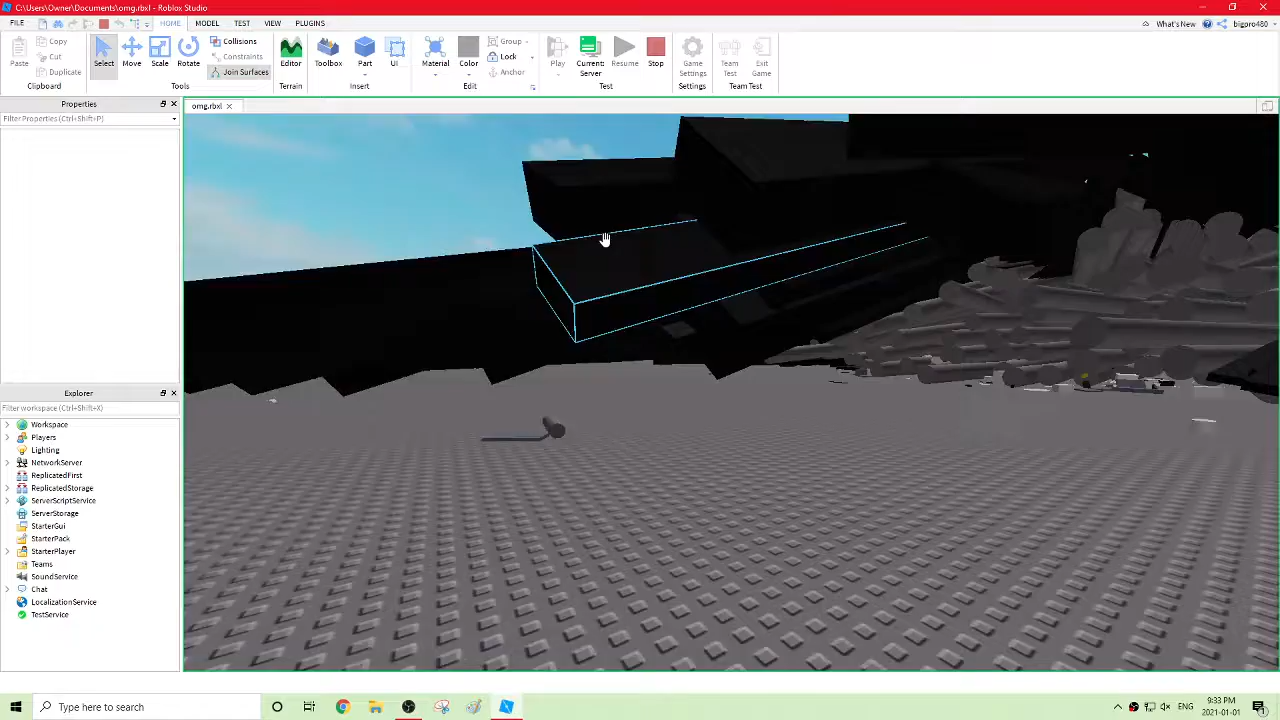 C:\Users\Owner\Documents\omg.rbxl - Roblox Studio
FILE HOME MODEL TEST VIEW PLUGINS What's New bigpro480
Paste Copy Cut Duplicate Select Move Scale Rotate Collisions Constraints Join Surfaces Editor Toolbox Part UI Material Color Group Lock Anchor Play Current: Server Resume Stop Game Settings Team Test Exit Game
Clipboard Tools Terrain Insert Edit Test Settings Team Test
Properties
omg.rbxl
Filter Properties (Ctrl+Shift+P)
Explorer
Filter workspace (Ctrl+Shift+X)
Workspace
Players
Lighting
NetworkServer
ReplicatedFirst
ReplicatedStorage
ServerScriptService
ServerStorage
StarterGui
StarterPack
StarterPlayer
Teams
SoundService
Chat
LocalizationService
TestService
Type here to search
9:33 PM
2021-01-01